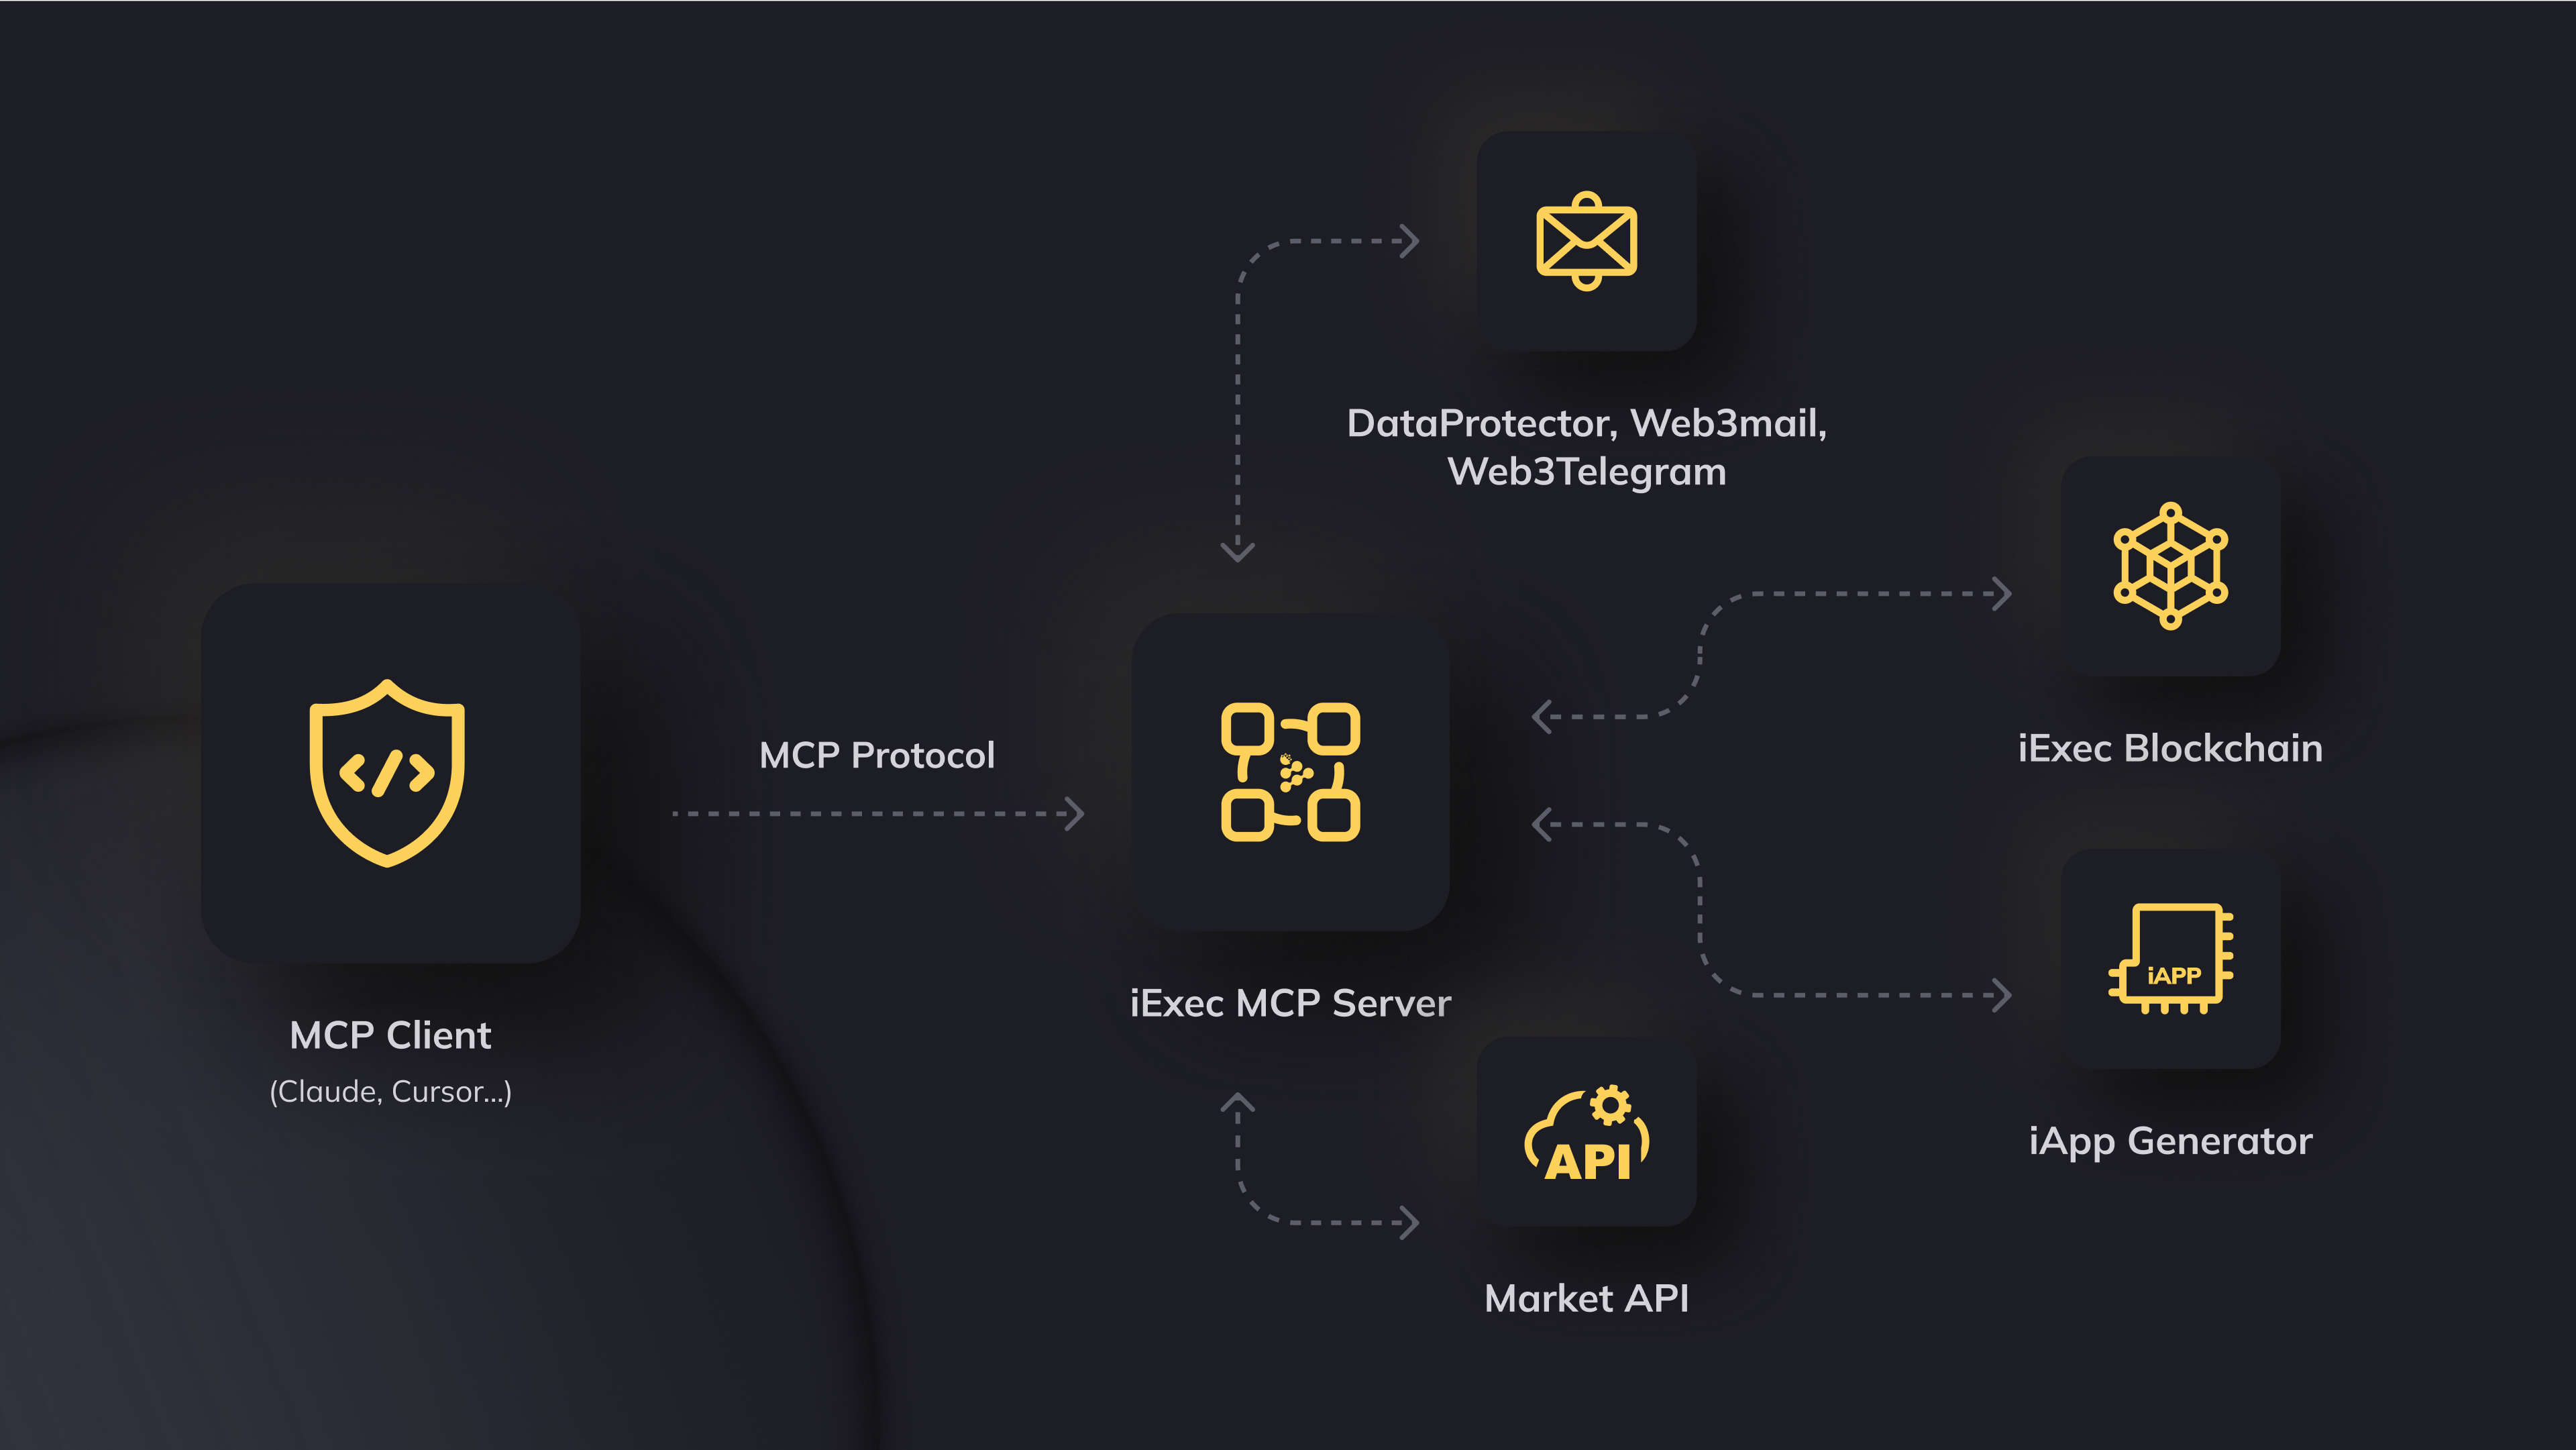 DataProtector, Web3mail,
Web3Telegram
iExec Blockchain
MCP Protocol
iAPP
iExec MCP Server
MCP Client
(Claude, Cursor...)
API
iApp Generator
Market API